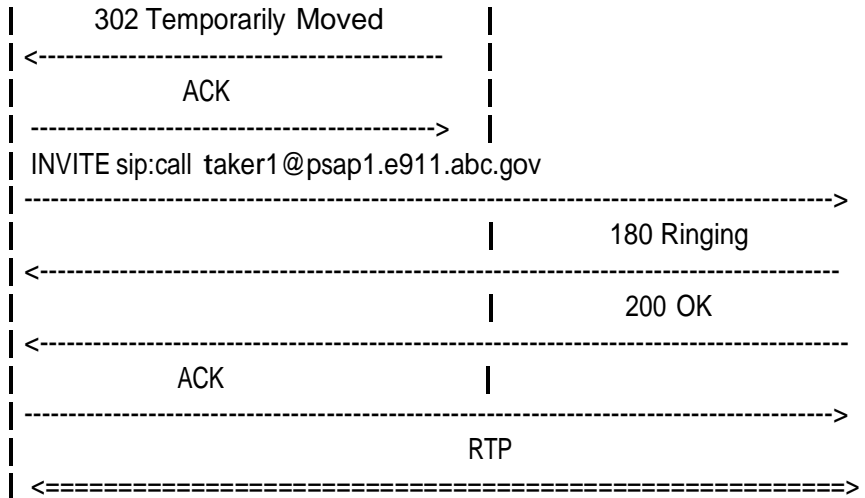 302 Temporarily Moved
ACK
INVITE sip:call taker1@psap1.e911.abc.gov
180 Ringing
200 OK
ACK
RTP